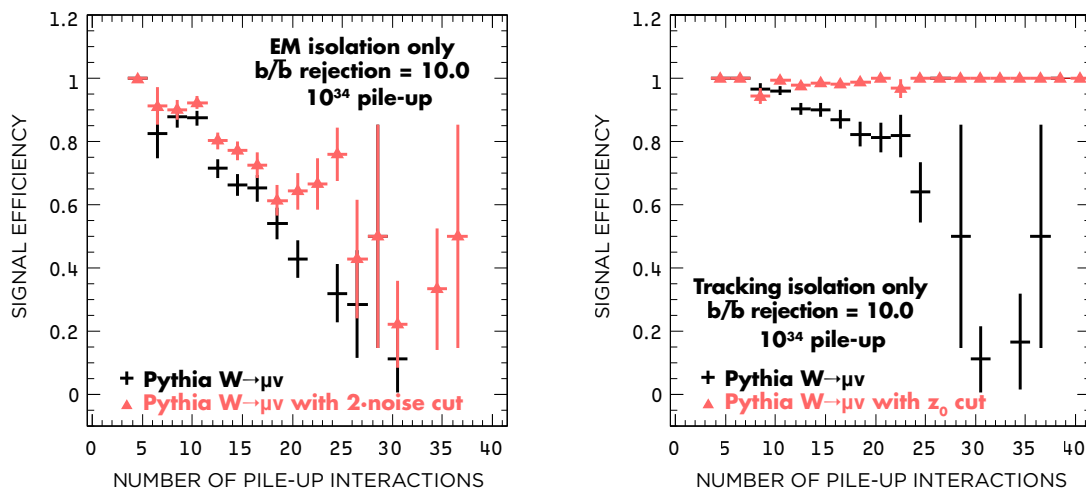 1.2
1
0.8
0.6
0.4
0.2
0
SIGNAL EFFICIENCY
EM isolation only
b/b̅ rejection = 10.0
10³⁴ pile-up
Pythia W→μν
Pythia W→μν with 2•noise cut
0 5 10 15 20 25 30 35 40
NUMBER OF PILE-UP INTERACTIONS
1.2
1
0.8
0.6
0.4
0.2
0
SIGNAL EFFICIENCY
Tracking isolation only
b/b̅ rejection = 10.0
10³⁴ pile-up
Pythia W→μν
Pythia W→μν with z₀ cut
0 5 10 15 20 25 30 35 40
NUMBER OF PILE-UP INTERACTIONS